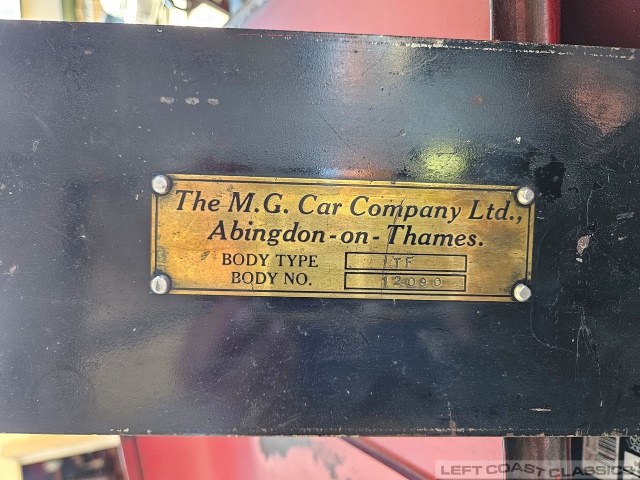 The M.G. Car Company Ltd.,
Abingdon-on-Thames.
BODY TYPE TF
BODY NO. 12090
LEFT COAST CLASSICS